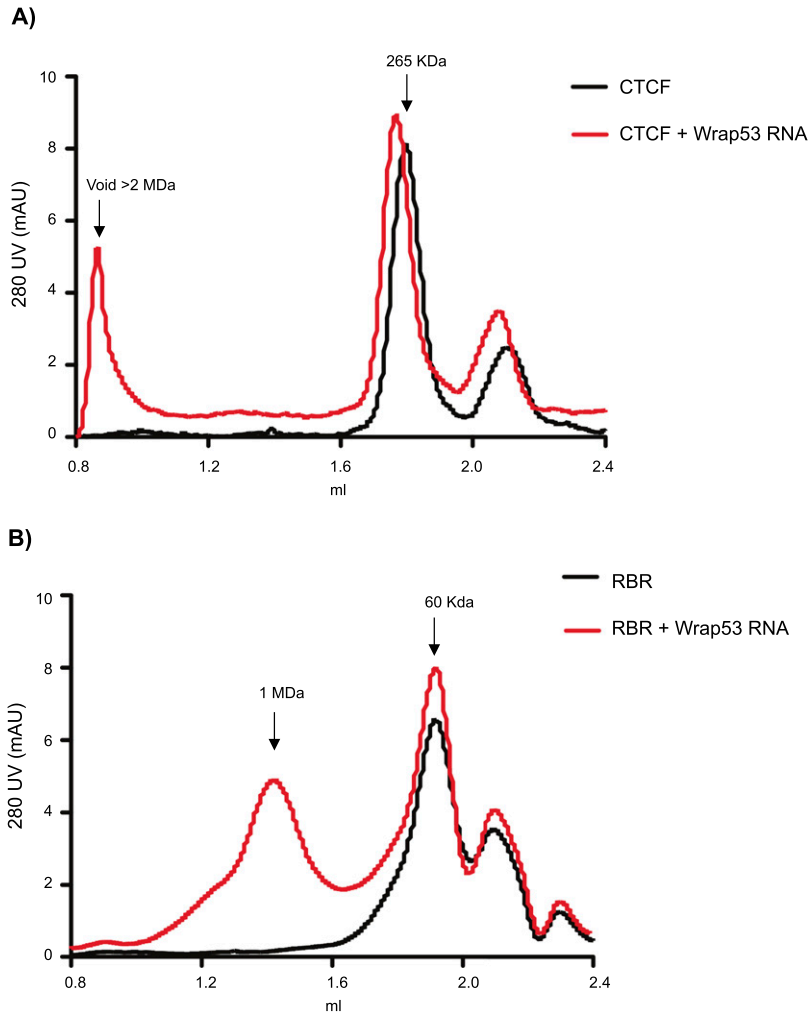 A)
265 KDa
CTCF
CTCF + Wrap53 RNA
Void >2 MDa
280 UV (mAU)
10
8
6
4
2
0
0.8
1.2
1.6
2.0
2.4
ml
B)
RBR
RBR + Wrap53 RNA
60 Kda
1 MDa
280 UV (mAU)
10
8
6
4
2
0
0.8
1.2
1.6
2.0
2.4
ml